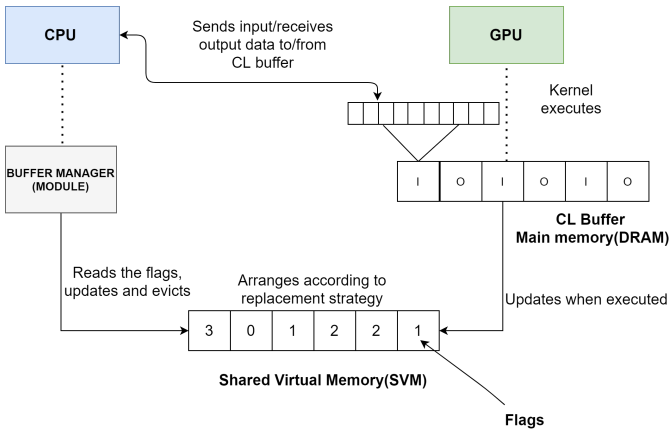 CPU
Sends input/receives
output data to/from
CL buffer
GPU
Kernel
executes
BUFFER MANAGER
(MODULE)
I O I O I O
CL Buffer
Main memory(DRAM)
Reads the flags,
updates and evicts
Arranges according to
replacement strategy
Updates when executed
3 0 1 2 2 1
Shared Virtual Memory(SVM)
Flags